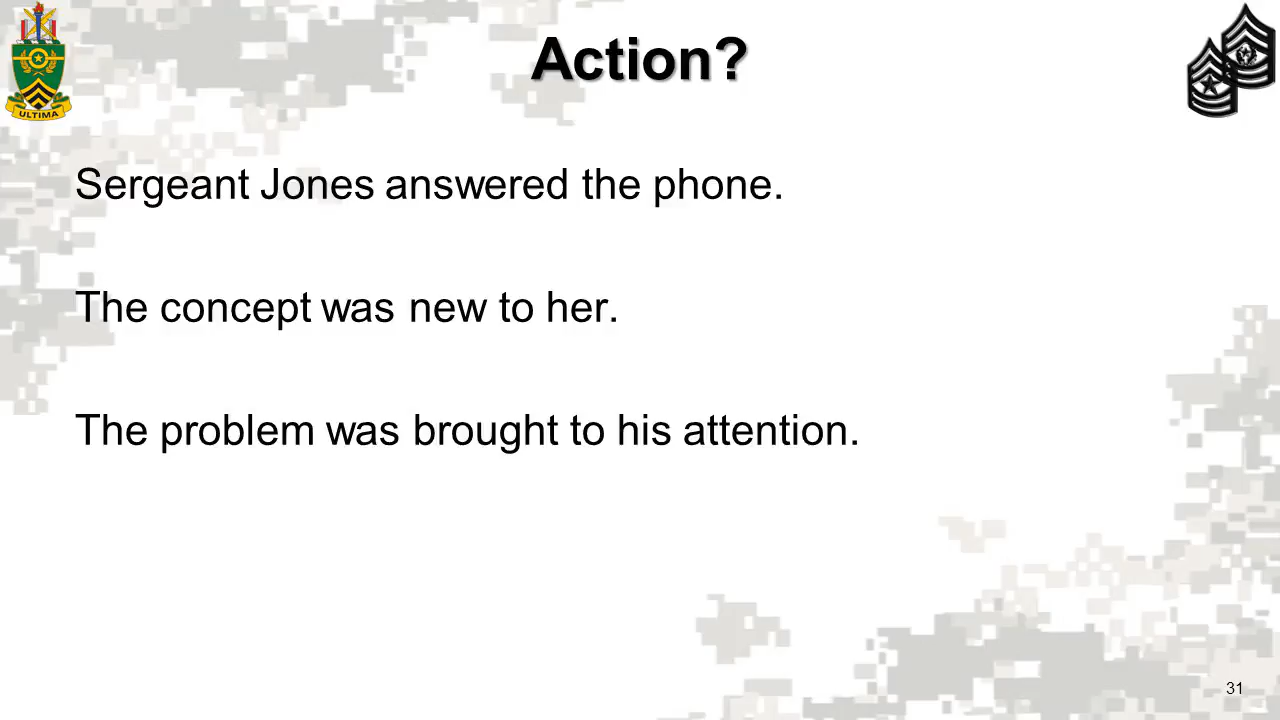 Action?
ULTIMA
Sergeant Jones answered the phone.
The concept was new to her.
The problem was brought to his attention.
31